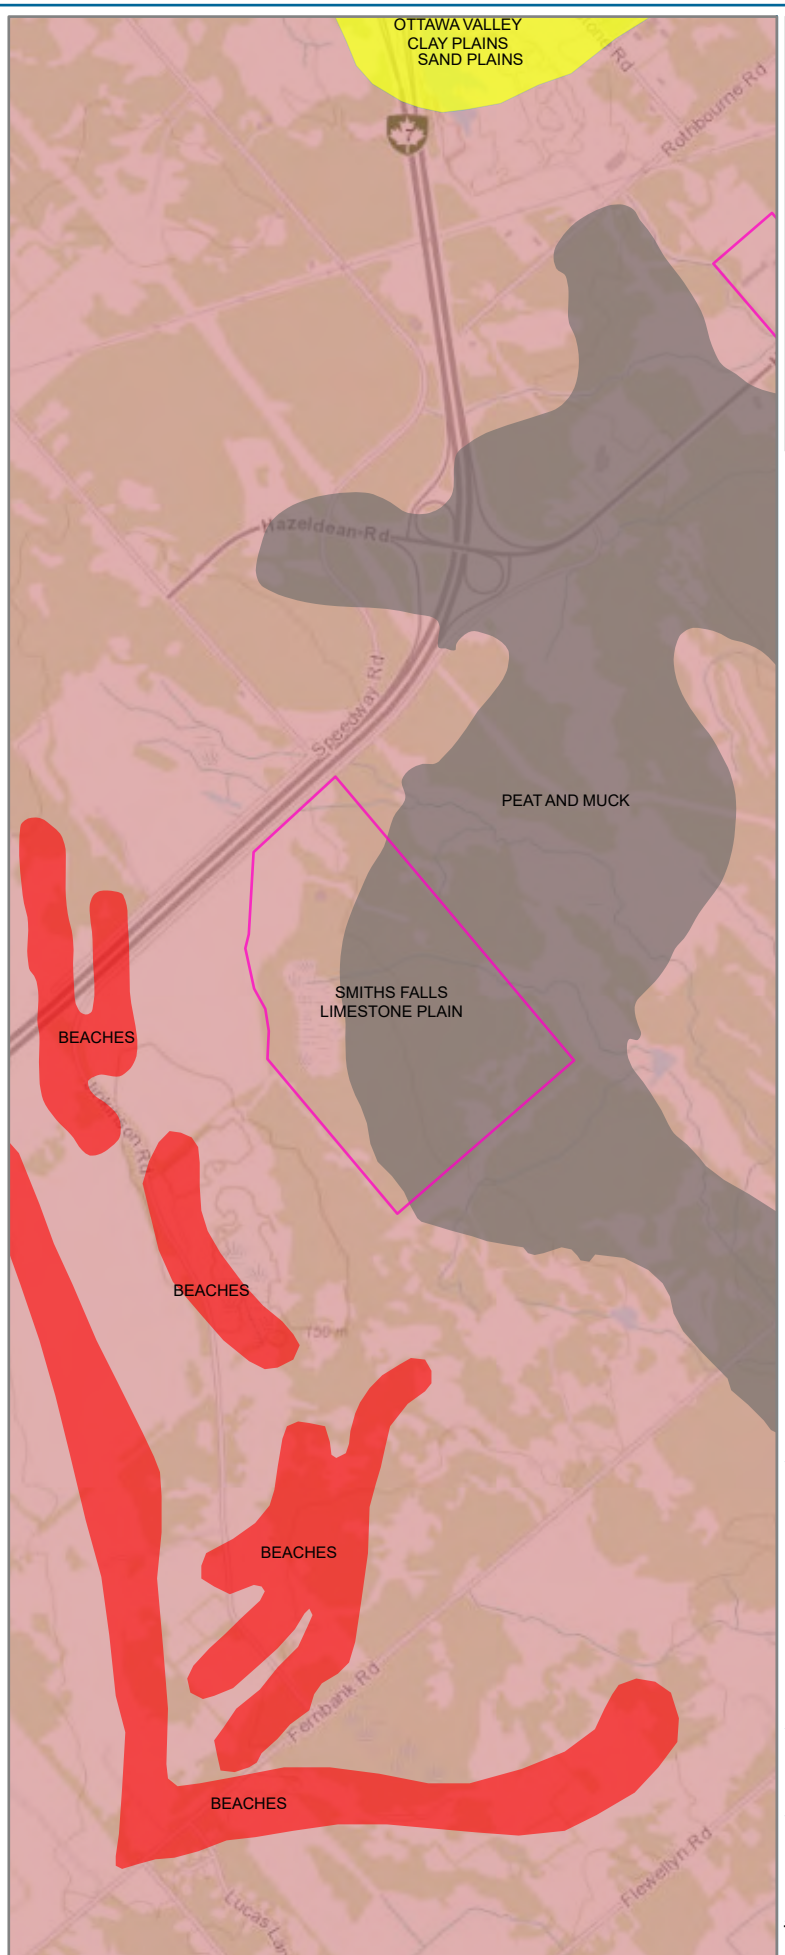 OTTAWA VALLEY
CLAY PLAINS
SAND PLAINS
Rothbourne Rd
7
Hazeldean Rd
Speedway Rd
PEAT AND MUCK
SMITHS FALLS
LIMESTONE PLAIN
BEACHES
BEACHES
150 m
BEACHES
Fernbank Rd
BEACHES
Flewellyn Rd
Lucas